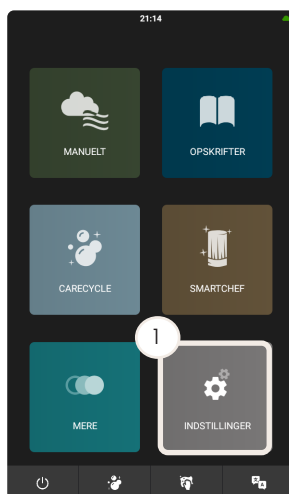 21:14
MANUELT
OPSKRIFTER
CARECYCLE
SMARTCHEF
1
MERE
INDSTILLINGER